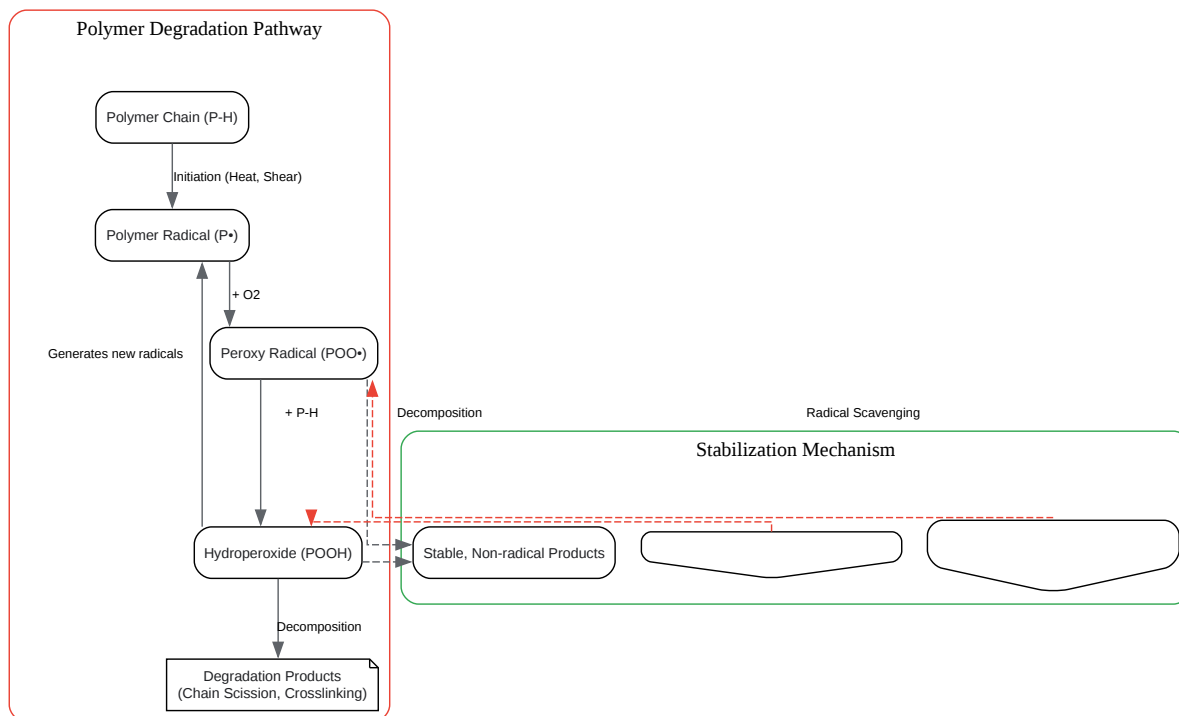 Polymer Degradation Pathway
Polymer Chain (P-H)
Initiation (Heat, Shear)
Polymer Radical (P•)
+ O2
Generates new radicals
Peroxy Radical (POO•)
+ P-H
Decomposition
Radical Scavenging
Stabilization Mechanism
Hydroperoxide (POOH)
Stable, Non-radical Products
Decomposition
Degradation Products
(Chain Scission, Crosslinking)